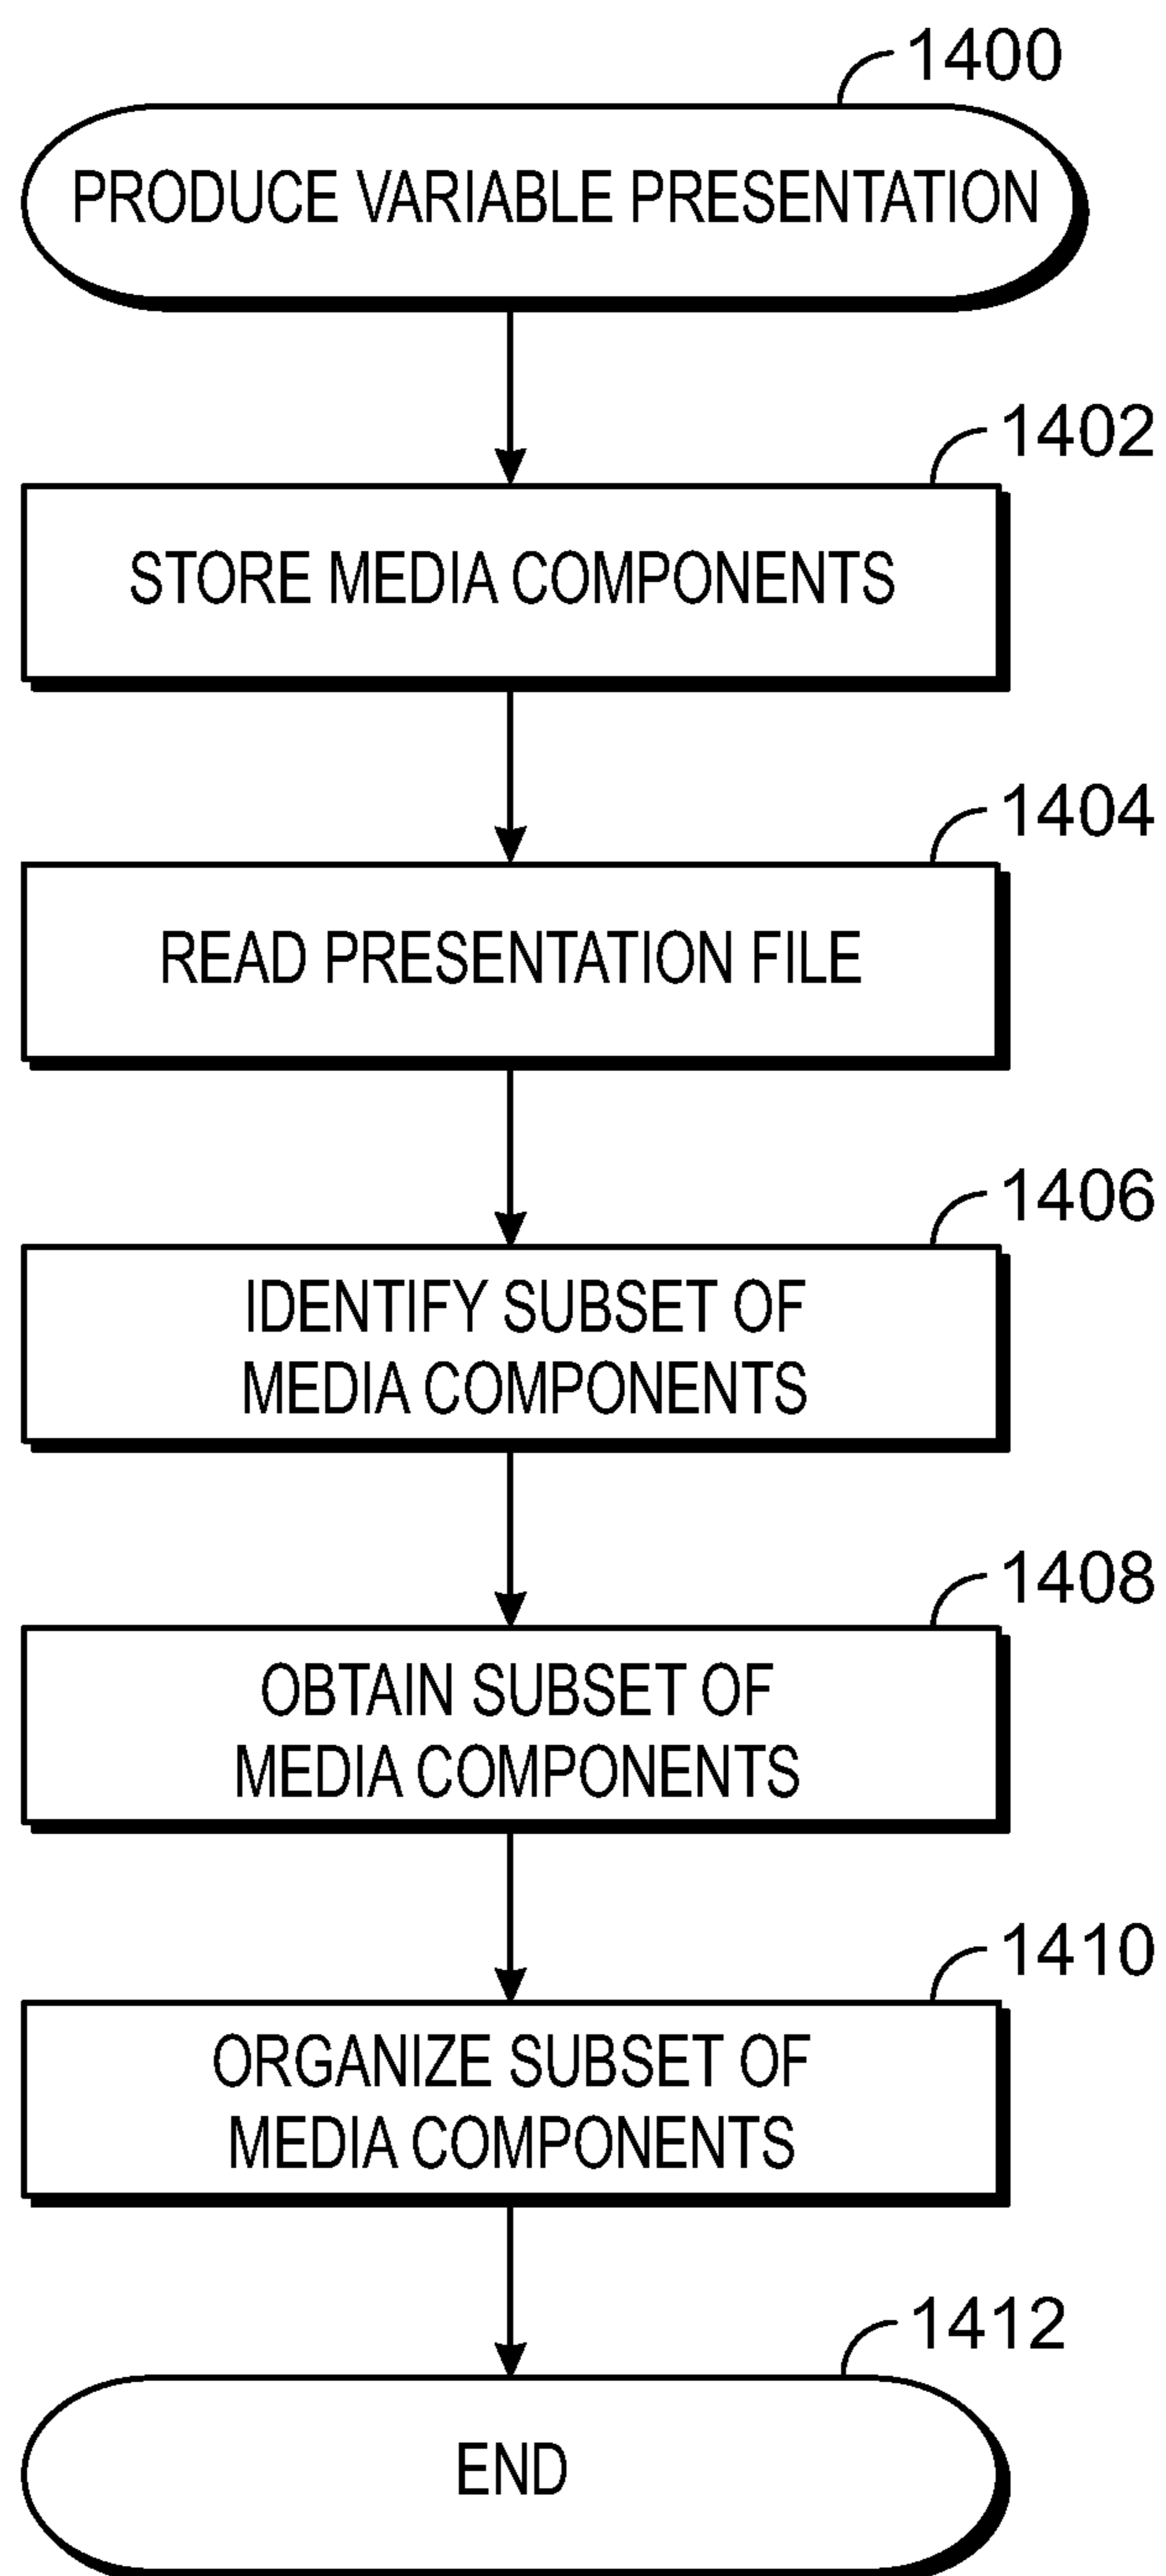 1400
PRODUCE VARIABLE PRESENTATION
1402
STORE MEDIA COMPONENTS
1404
READ PRESENTATION FILE
1406
IDENTIFY SUBSET OF
MEDIA COMPONENTS
1408
OBTAIN SUBSET OF
MEDIA COMPONENTS
1410
ORGANIZE SUBSET OF
MEDIA COMPONENTS
1412
END